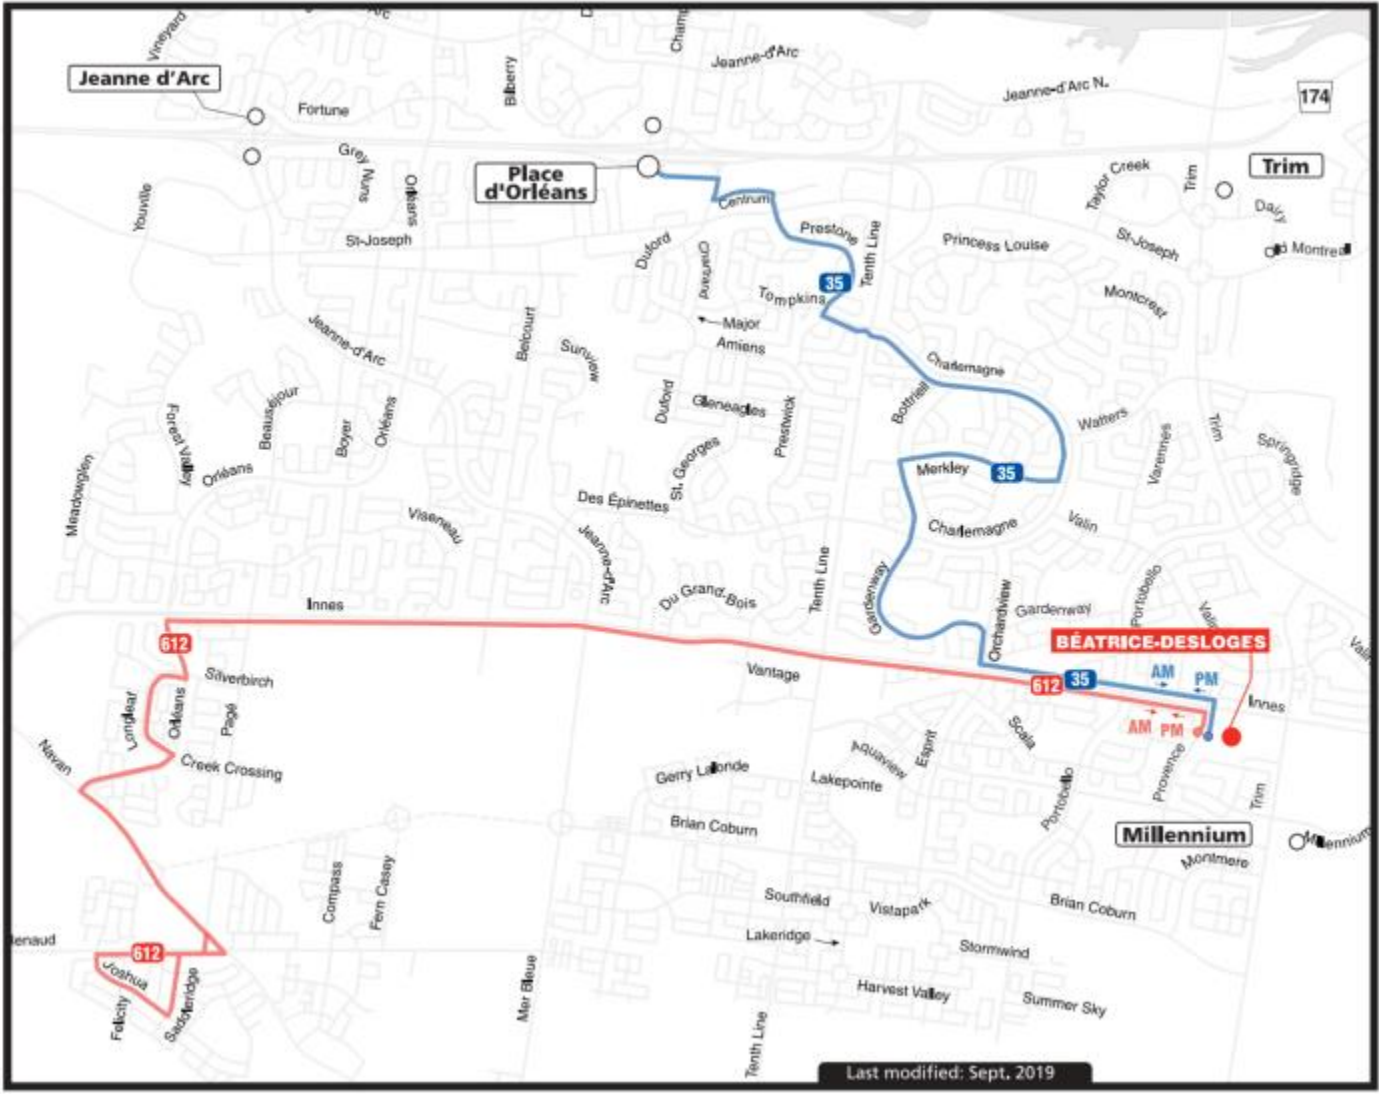 Vineyard
Arc
Champ
Jeanne-d'Arc
Jeanne d'Arc
Fortune
Bilberry
Jeanne-d'Arc N.
174
Grey Nuns
Orléans
Youville
St-Joseph
Place
d'Orléans
Centrum
Prestone
Tenth Line
Princess Louise
Taylor Creek
Trim
Trim
Dairy
St-Joseph
Old Montreal
Duford
Chartrand
35
Tompkins
Major
Amiens
Montcrest
Jeanne-d'Arc
Belcourt
Sunview
Charlemagne
Bottriell
Duford
Gleneagles
Prestwick
Watters
Trim
Springridge
Varennes
Forest Valley
Beauséjour
Boyer
Orléans
Orléans
Meadowglen
St. Georges
Merkley
35
Des Épinettes
Viseneau
Jeanne-d'Arc
Charlemagne
Valin
Tenth Line
Gardenway
Du Grand-Bois
Orchardview
Gardenway
Portobello
Valin
Valin
Innes
612
BÉATRICE-DESLOGES
Vantage
612
35
AM
PM
Innes
AM
PM
Silverbirch
Longleaf
Orléans
Pagé
Navan
Creek Crossing
Gerry Lalonde
Aquaview
Esprit
Scala
Lakepointe
Portobello
Provence
Trim
Brian Coburn
Millennium
Millennium
Montmere
Compass
Fern Casey
Southfield
Vistapark
Brian Coburn
Lakeridge
Stormwind
Renaud
612
Joshua
Felicity
Saddleridge
Mer Bleue
Harvest Valley
Summer Sky
Tenth Line
Last modified: Sept. 2019